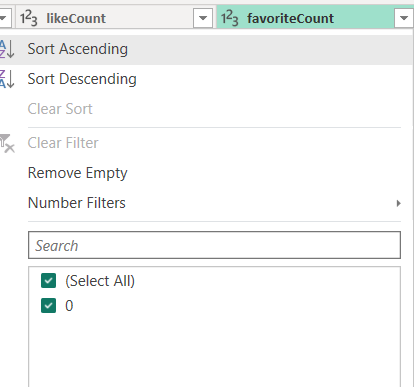 123 likeCount
123 favoriteCount
A
Z
Sort Ascending
Z
A
Sort Descending
Clear Sort
Clear Filter
Remove Empty
Number Filters
Search
(Select All)
0